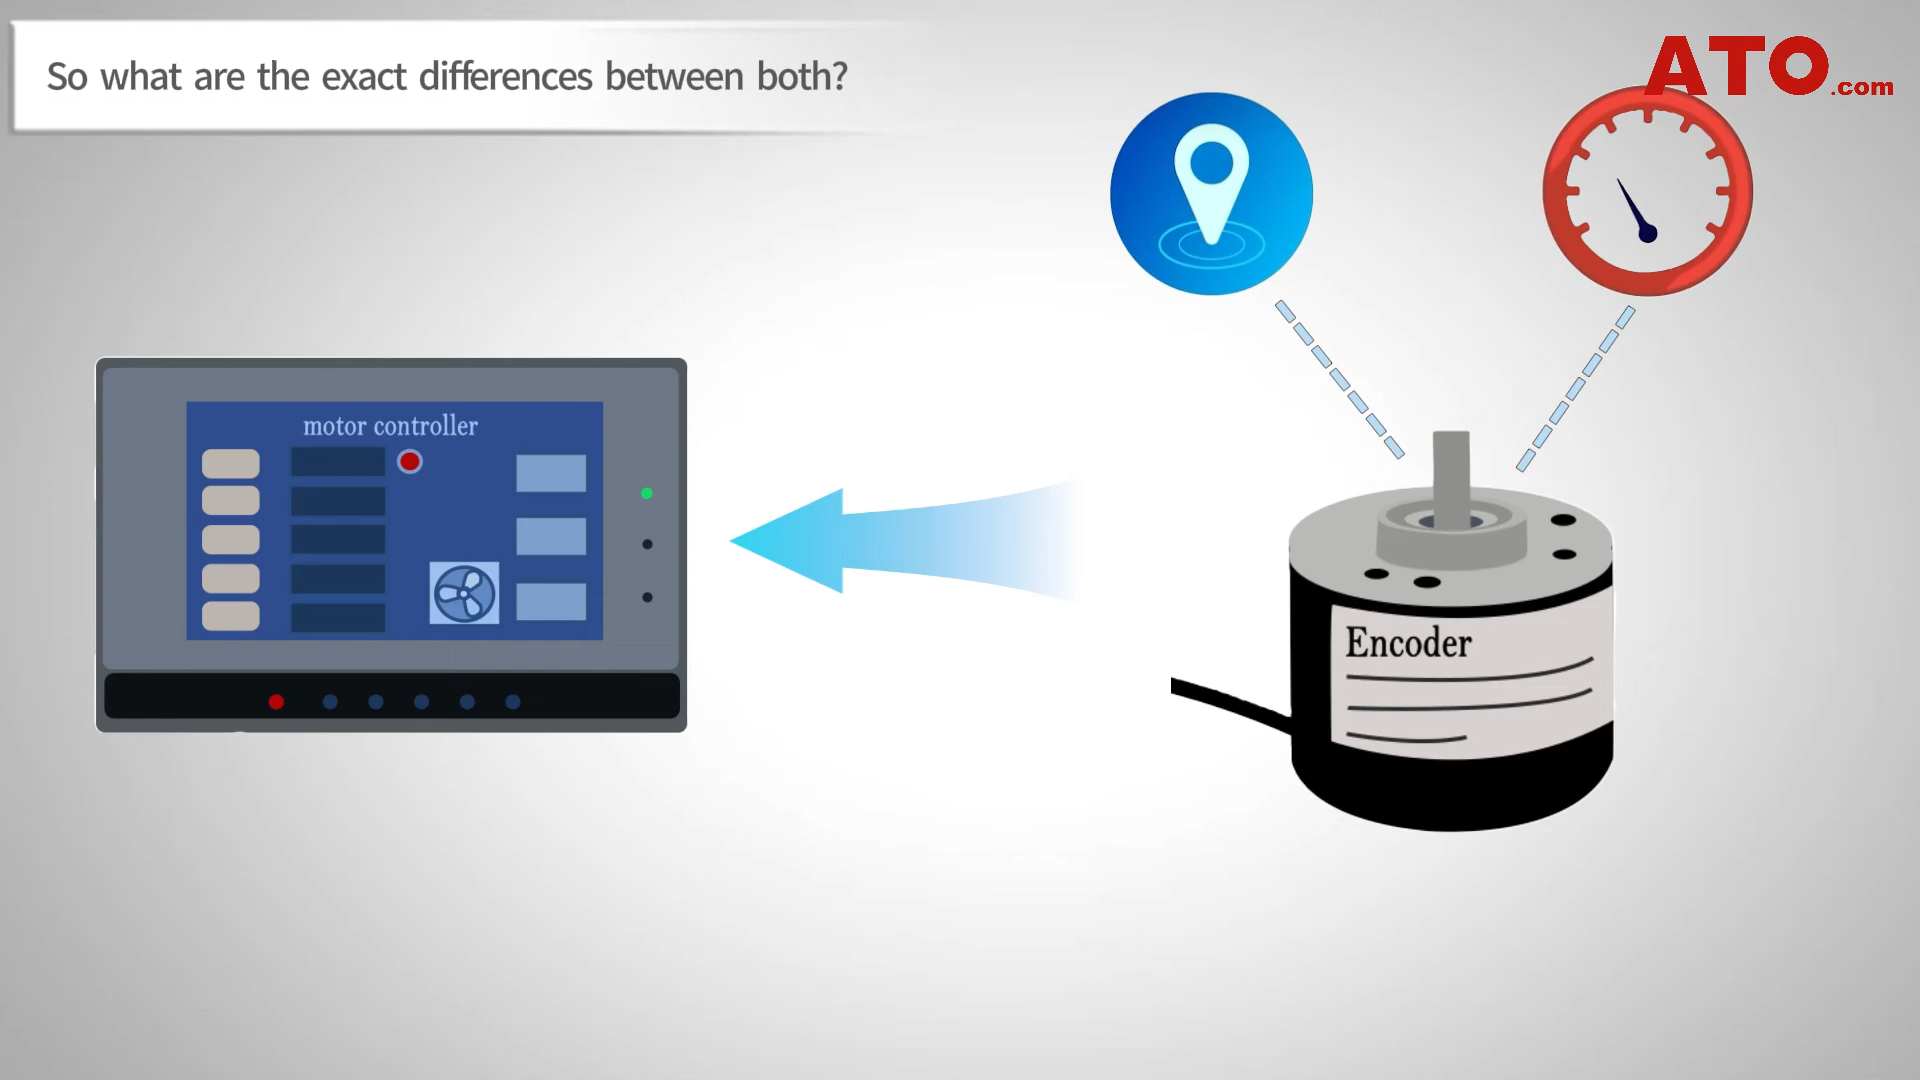 So what are the exact differences between both?
ATO.com
motor controller
Encoder